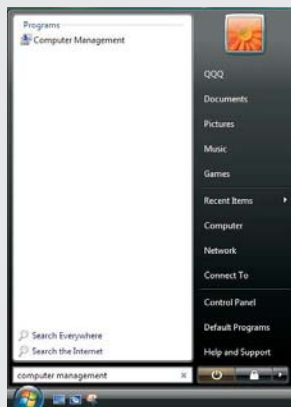 Programs
Computer Management
Search Everywhere
Search the Internet
computer management
QQQ
Documents
Pictures
Music
Games
Recent Items
Computer
Network
Connect To
Control Panel
Default Programs
Help and Support